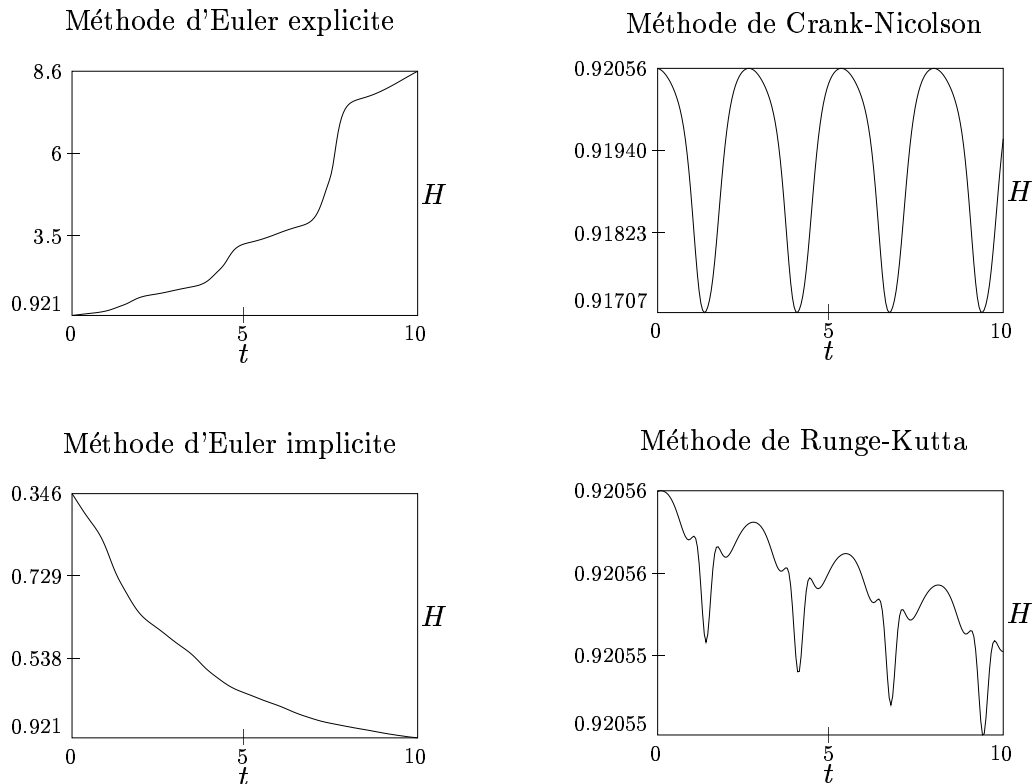 Méthode d'Euler explicite
8.6
6
3.5
0.921
0
5
10
t
H
Méthode de Crank-Nicolson
0.92056
0.91940
0.91823
0.91707
0
5
10
t
H
Méthode d'Euler implicite
0.346
0.729
0.538
0.921
0
5
10
t
H
Méthode de Runge-Kutta
0.92056
0.92056
0.92055
0.92055
0
5
10
t
H